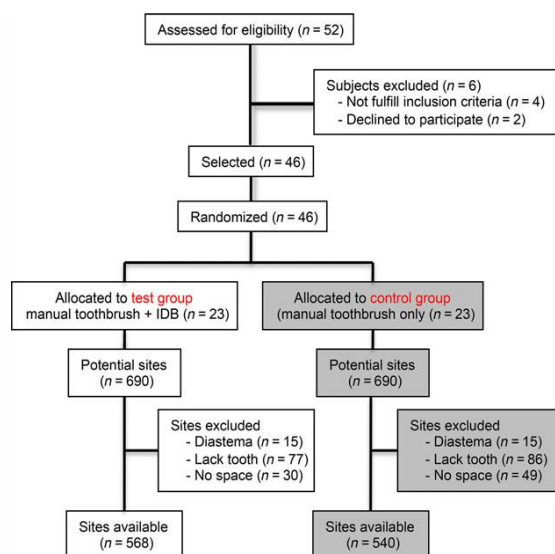 Assessed for eligibility (n = 52)
Subjects excluded (n = 6)
- Not fulfill inclusion criteria (n = 4)
- Declined to participate (n = 2)
Selected (n = 46)
Randomized (n = 46)
Allocated to test group
manual toothbrush + IDB (n = 23)
Allocated to control group
(manual toothbrush only (n = 23)
Potential sites
(n = 690)
Potential sites
(n = 690)
Sites excluded
- Diastema (n = 15)
- Lack tooth (n = 77)
- No space (n = 30)
Sites excluded
- Diastema (n = 15)
- Lack tooth (n = 86)
- No space (n = 49)
Sites available
(n = 568)
Sites available
(n = 540)